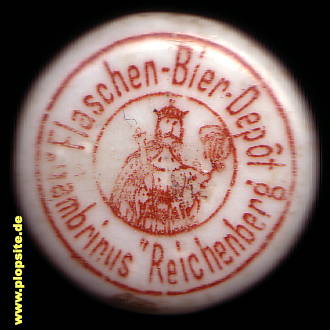 Flaschen-Bier-Depôt
"Gambrinus" Reichenberg
www.plopsite.de